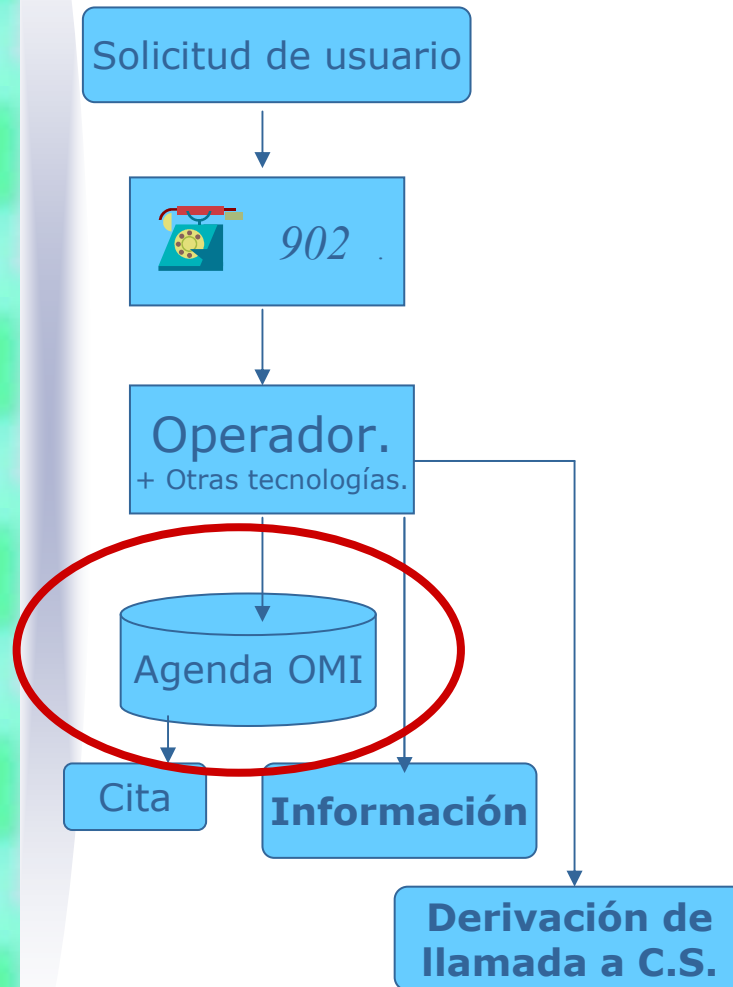 Solicitud de usuario
902 .
Operador.
+ Otras tecnologías.
Agenda OMI
Cita
Información
Derivación de
llamada a C.S.